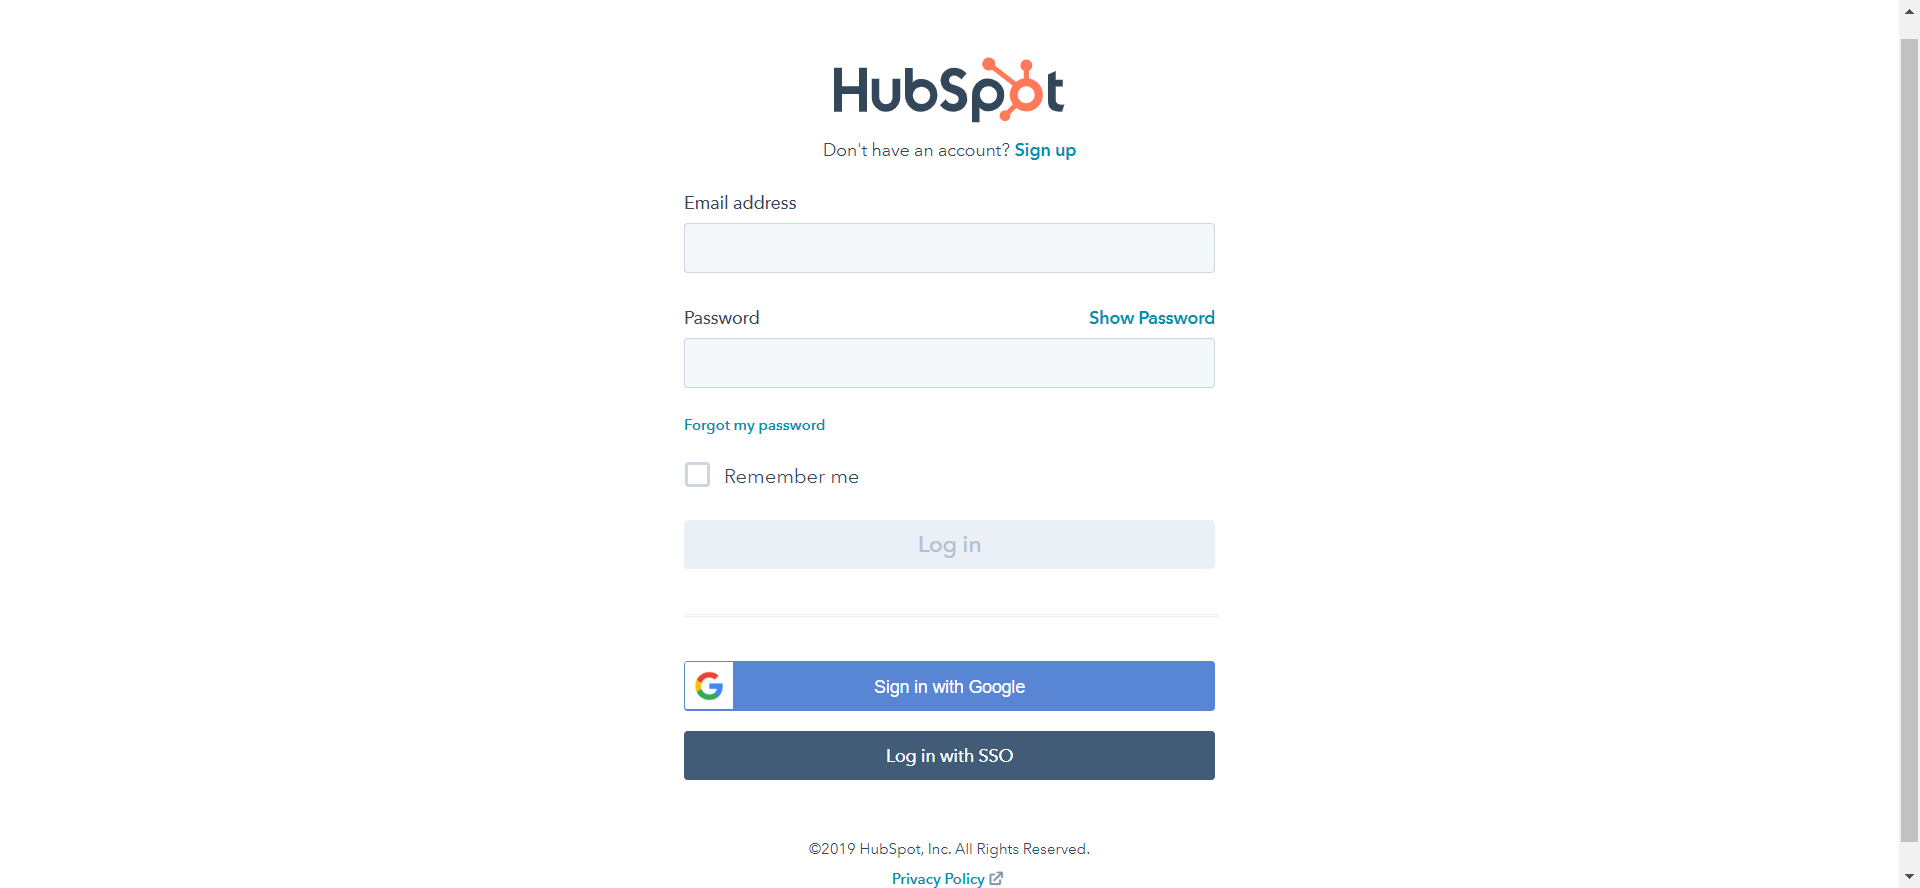 HubSpot
Don't have an account? Sign up
Email address
Password Show Password
Forgot my password
Remember me
Log in
Sign in with Google
Log in with SSO
©2019 HubSpot, Inc. All Rights Reserved.
Privacy Policy